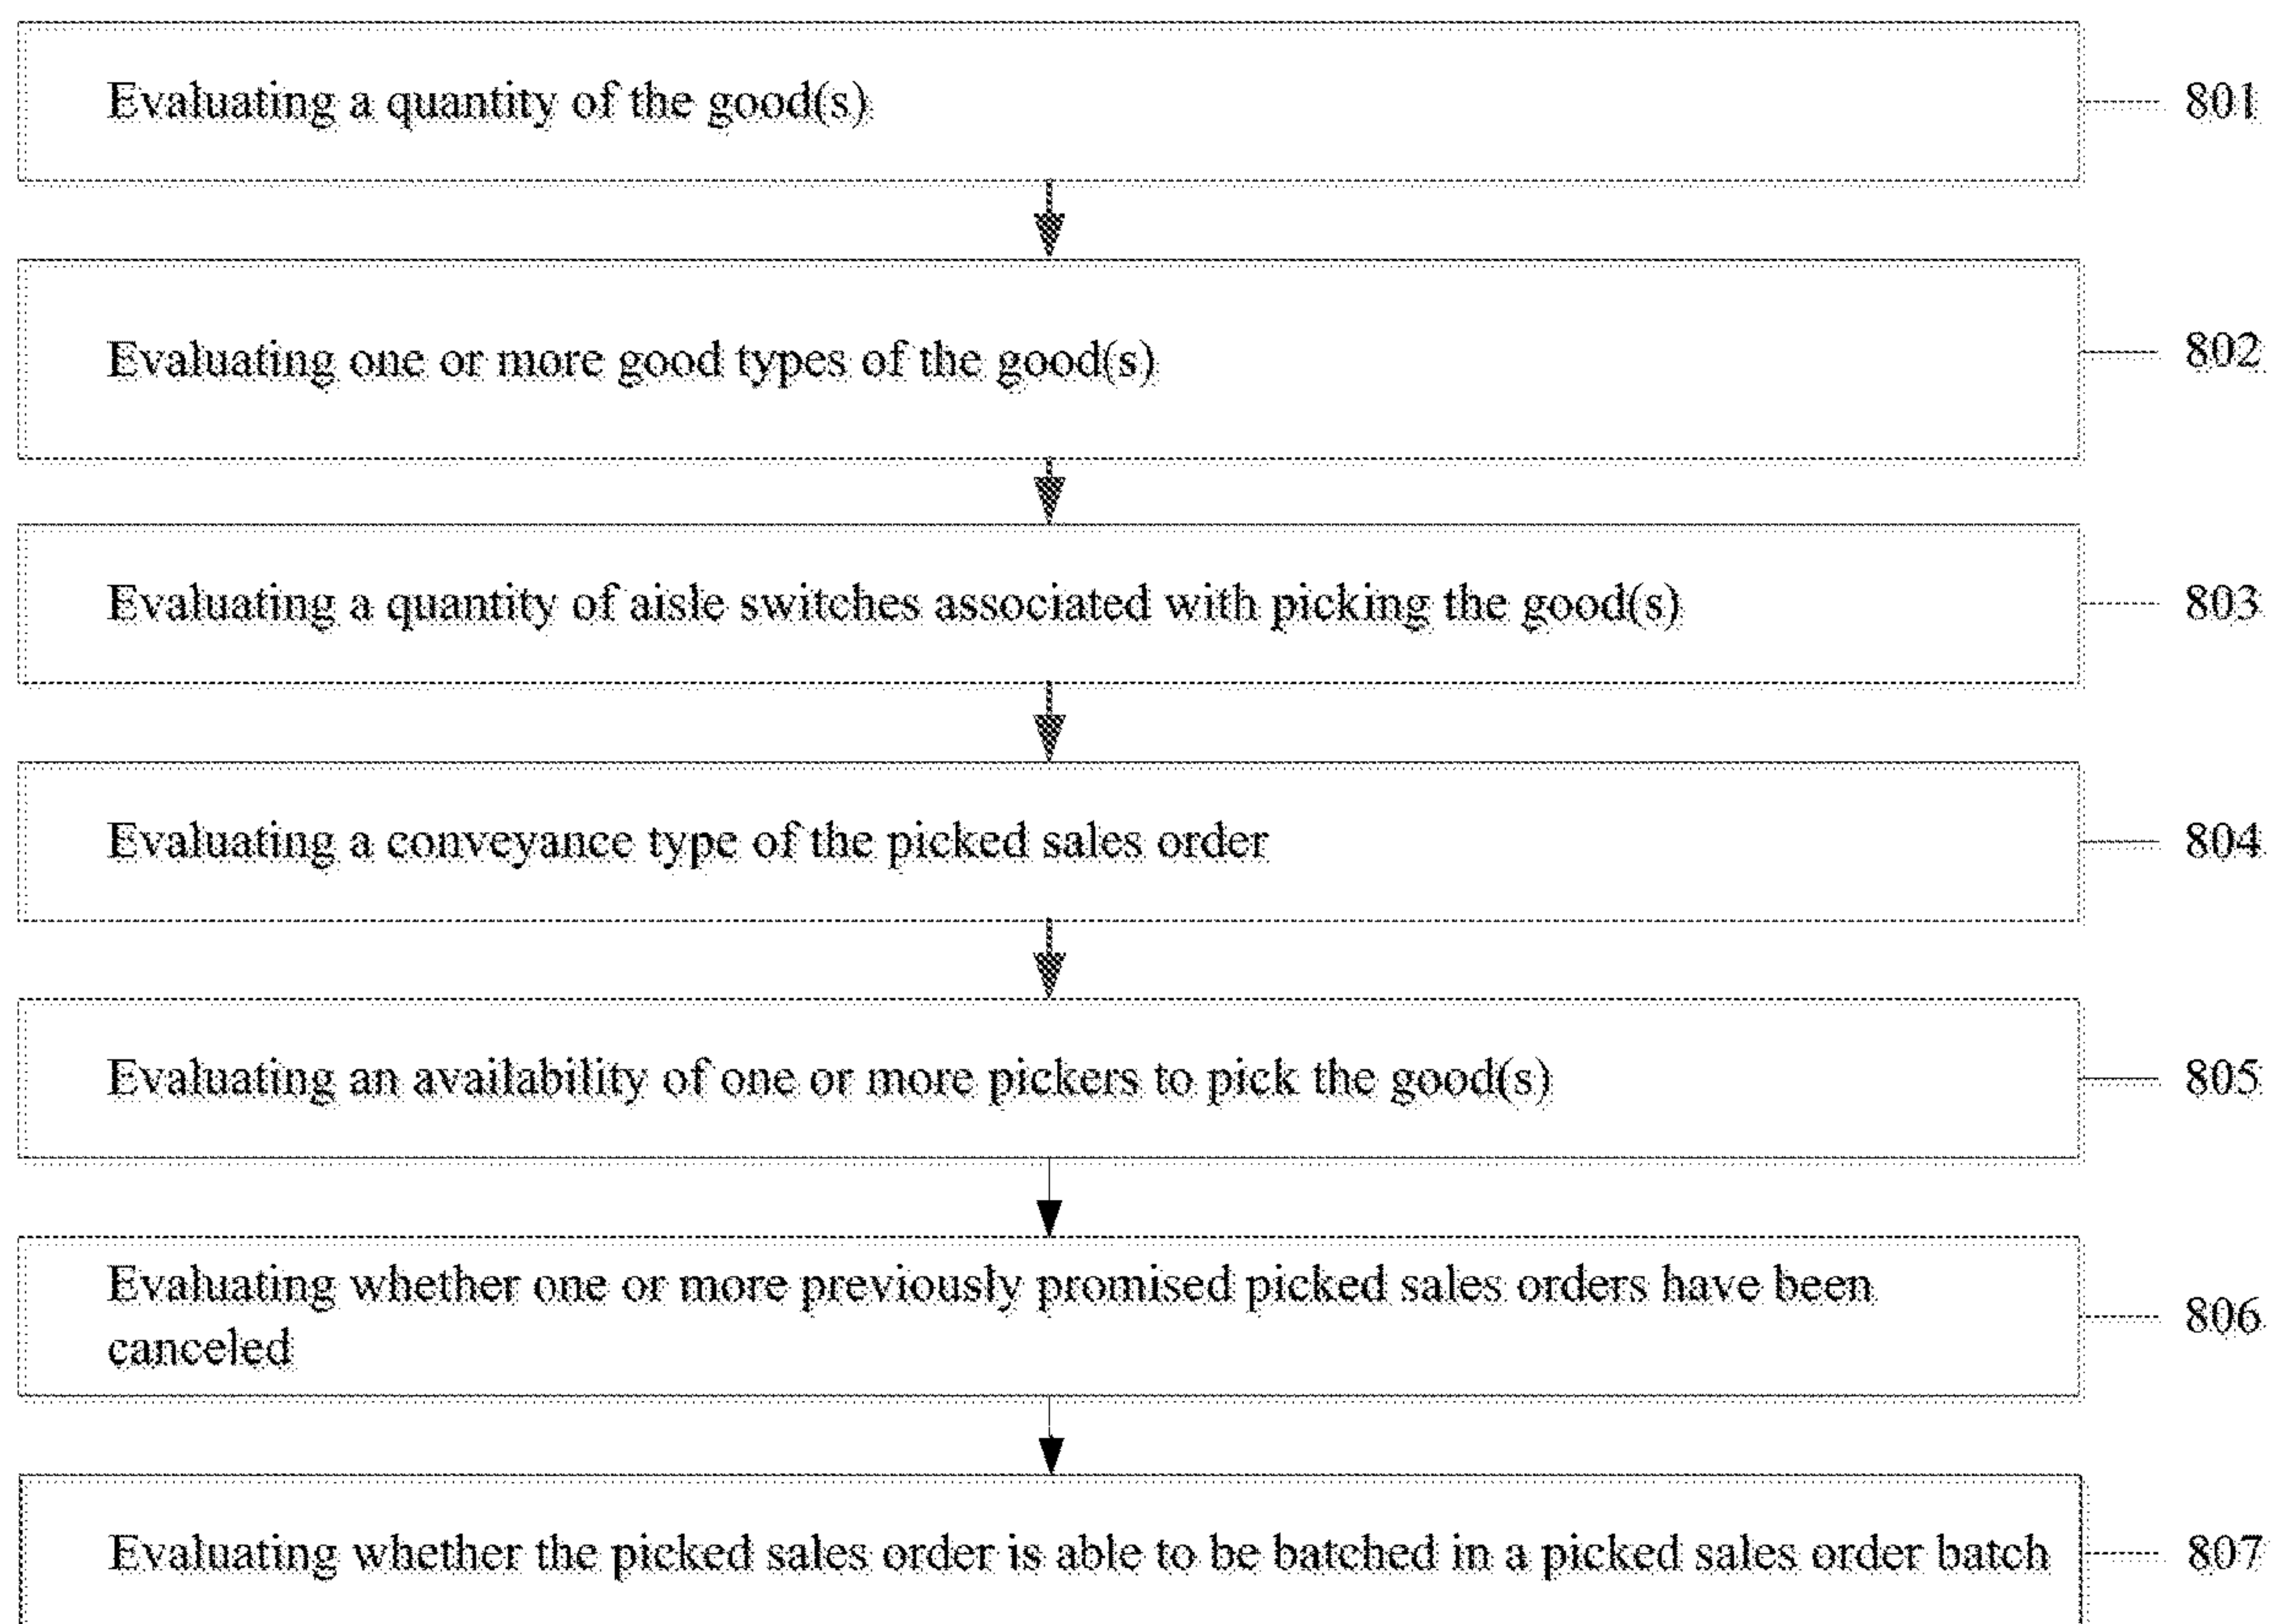 Evaluating a quantity of the good(s)
801
Evaluating one or more good types of the good(s)
802
Evaluating a quantity of aisle switches associated with picking the good(s)
803
Evaluating a conveyance type of the picked sales order
804
Evaluating an availability of one or more pickers to pick the good(s)
805
Evaluating whether one or more previously promised picked sales orders have been
canceled
806
Evaluating whether the picked sales order is able to be batched in a picked sales order batch
807